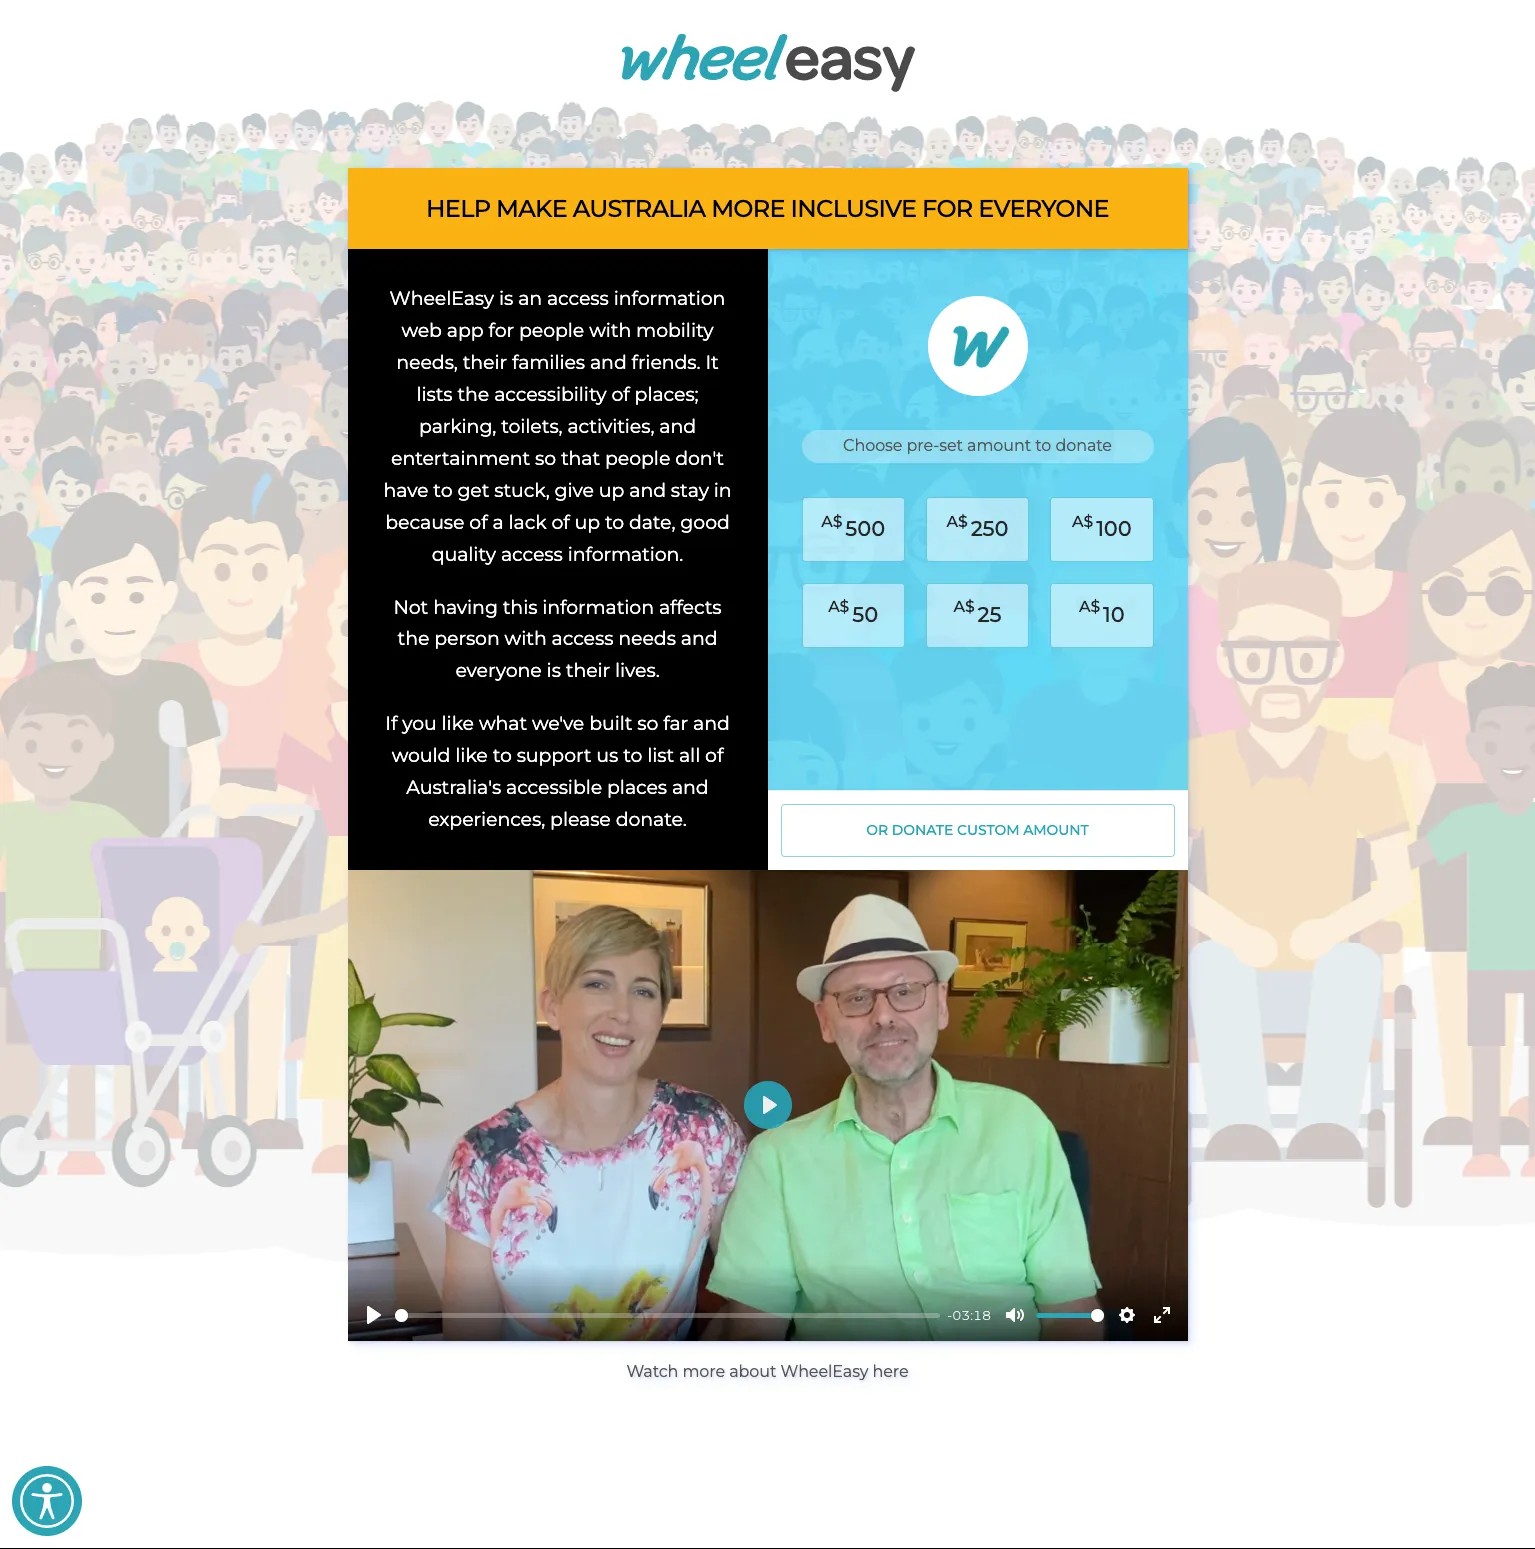 wheeleasy
HELP MAKE AUSTRALIA MORE INCLUSIVE FOR EVERYONE
WheelEasy is an access information
web app for people with mobility
needs, their families and friends. It
lists the accessibility of places;
parking, toilets, activities, and
entertainment so that people don't
have to get stuck, give up and stay in
because of a lack of up to date, good
quality access information.
Not having this information affects
the person with access needs and
everyone is their lives.
If you like what we've built so far and
would like to support us to list all of
Australia's accessible places and
experiences, please donate.
w
Choose pre-set amount to donate
A$500 A$250 A$100
A$50 A$25 A$10
OR DONATE CUSTOM AMOUNT
-03:18
Watch more about WheelEasy here